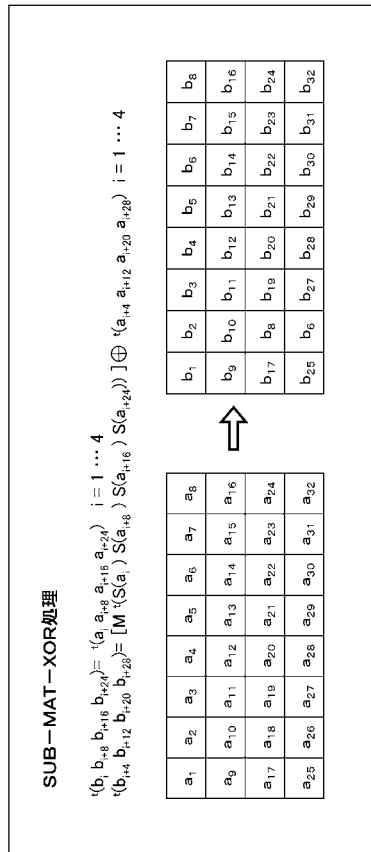 SUB-MAT-XOR処理
ᵗ(bᵢ bᵢ₊₈ bᵢ₊₁₆ bᵢ₊₂₄)= ᵗ(aᵢ aᵢ₊₈ aᵢ₊₁₆ aᵢ₊₂₄) i = 1 … 4
ᵗ(bᵢ₊₄ bᵢ₊₁₂ bᵢ₊₂₀ bᵢ₊₂₈)= [M ᵗ(S(aᵢ) S(aᵢ₊₈) S(aᵢ₊₁₆) S(aᵢ₊₂₄)) ]⊕ ᵗ(aᵢ₊₄ aᵢ₊₁₂ aᵢ₊₂₀ aᵢ₊₂₈) i = 1 … 4
a₁ a₂ a₃ a₄ a₅ a₆ a₇ a₈
a₉ a₁₀ a₁₁ a₁₂ a₁₃ a₁₄ a₁₅ a₁₆
a₁₇ a₁₈ a₁₉ a₂₀ a₂₁ a₂₂ a₂₃ a₂₄
a₂₅ a₂₆ a₂₇ a₂₈ a₂₉ a₃₀ a₃₁ a₃₂
⇒
b₁ b₂ b₃ b₄ b₅ b₆ b₇ b₈
b₉ b₁₀ b₁₁ b₁₂ b₁₃ b₁₄ b₁₅ b₁₆
b₁₇ b₈ b₁₉ b₂₀ b₂₁ b₂₂ b₂₃ b₂₄
b₂₅ b₆ b₂₇ b₂₈ b₂₉ b₃₀ b₃₁ b₃₂